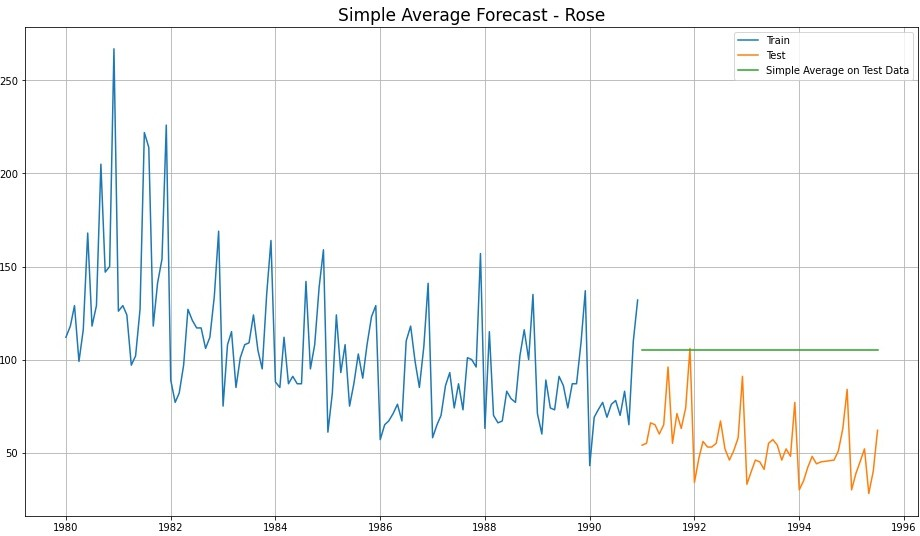 Simple Average Forecast - Rose
Train
Test
Simple Average on Test Data
250
200
150
100
50
1980 1982 1984 1986 1988 1990 1992 1994 1996